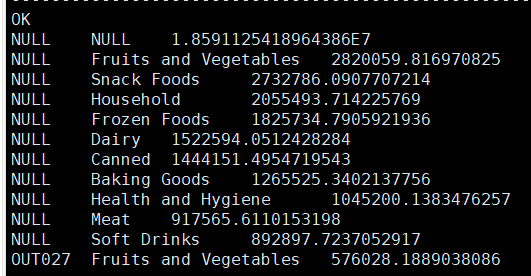 OK
NULL NULL 1.8591125418964386E7
NULL Fruits and Vegetables 2820059.816970825
NULL Snack Foods 2732786.0907707214
NULL Household 2055493.714225769
NULL Frozen Foods 1825734.7905921936
NULL Dairy 1522594.0512428284
NULL Canned 1444151.4954719543
NULL Baking Goods 1265525.3402137756
NULL Health and Hygiene 1045200.1383476257
NULL Meat 917565.6110153198
NULL Soft Drinks 892897.7237052917
OUT027 Fruits and Vegetables 576028.1889038086